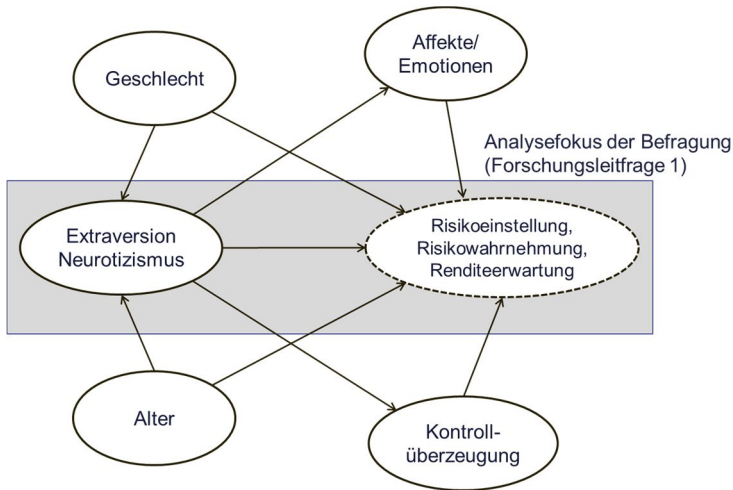 Geschlecht
Affekte/
Emotionen
Analysefokus der Befragung
(Forschungsleitfrage 1)
Extraversion
Neurotizismus
Risikoeinstellung,
Risikowahrnehmung,
Renditeerwartung
Alter
Kontroll-
überzeugung